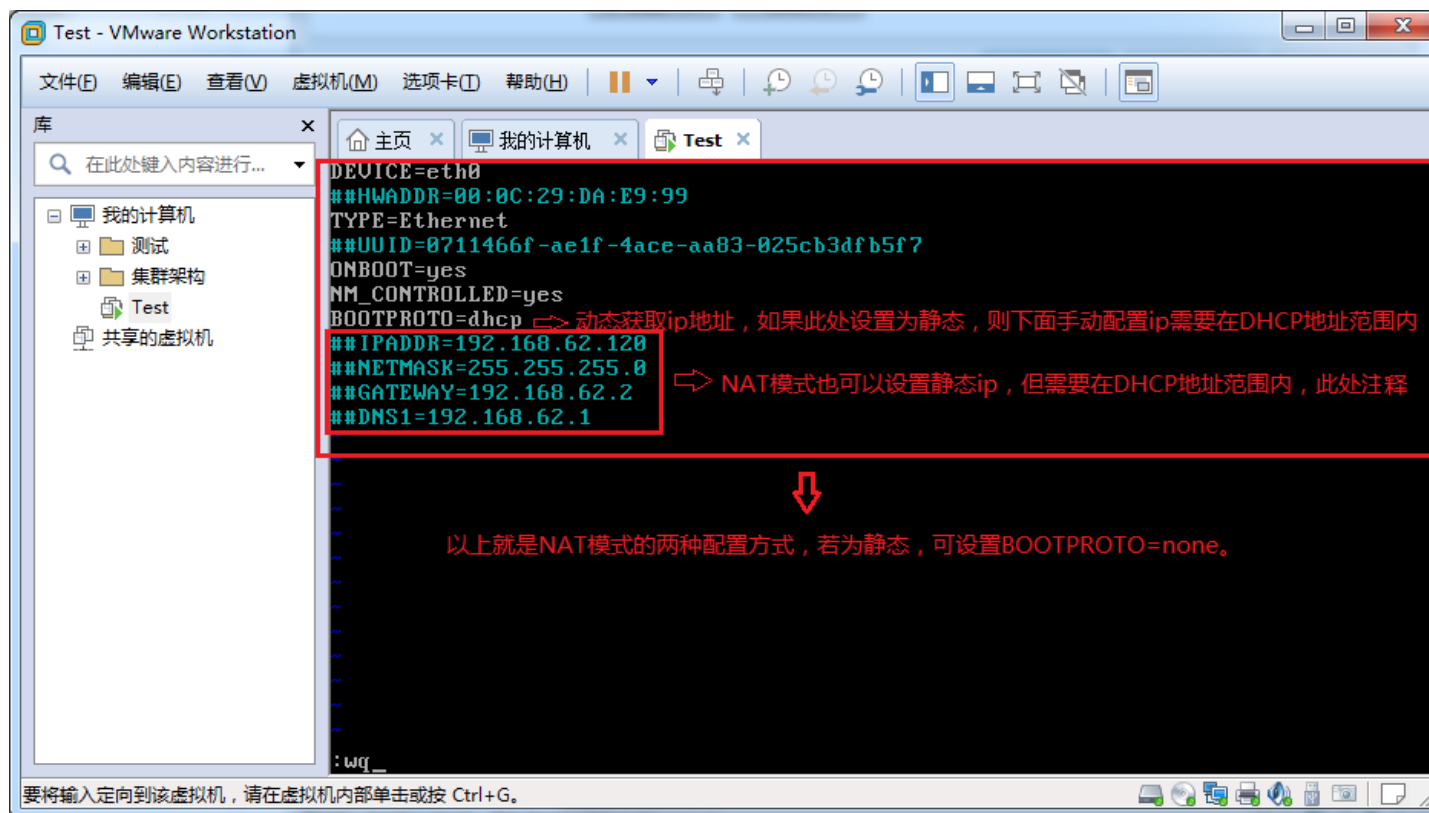 Test - VMware Workstation
文件(F) 编辑(E) 查看(V) 虚拟机(M) 选项卡(T) 帮助(H)
库
在此处键入内容进行...
我的计算机
测试
集群架构
Test
共享的虚拟机
主页 我的计算机 Test
DEVICE=eth0
##HWADDR=00:0C:29:DA:E9:99
TYPE=Ethernet
##UUID=0711466f-ae1f-4ace-aa83-025cb3dfb5f7
ONBOOT=yes
NM_CONTROLLED=yes
BOOTPROTO=dhcp 动态获取ip地址，如果此处设置为静态，则下面手动配置ip需要在DHCP地址范围内
##IPADDR=192.168.62.120
##NETMASK=255.255.255.0
##GATEWAY=192.168.62.2
##DNS1=192.168.62.1
NAT模式也可以设置静态ip，但需要在DHCP地址范围内，此处注释
~
~
~
~
~
~
~
~
~
~
~
~
以上就是NAT模式的两种配置方式，若为静态，可设置BOOTPROTO=none。
:wq_
要将输入定向到该虚拟机，请在虚拟机内部单击或按 Ctrl+G。